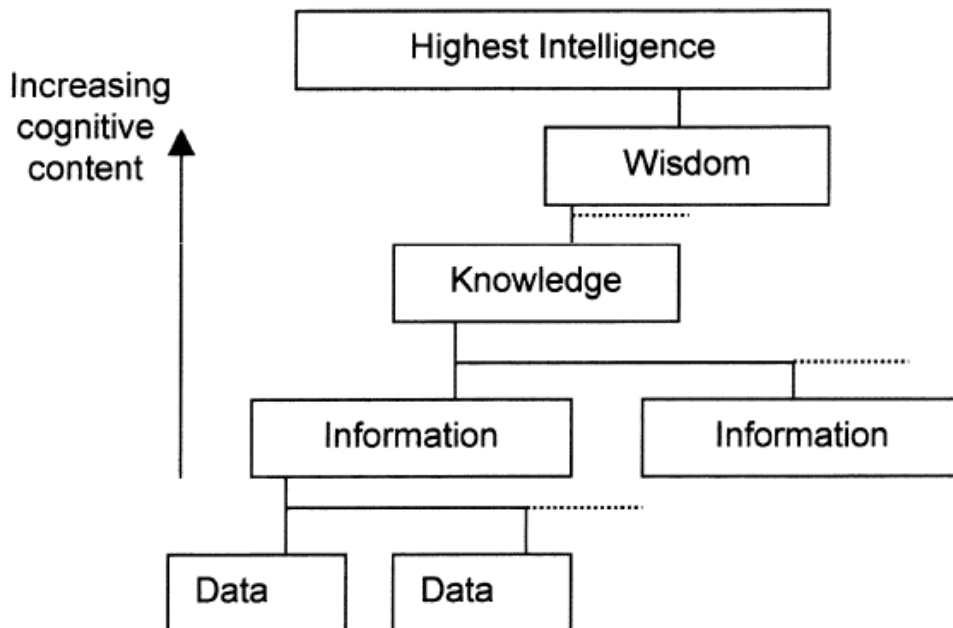 Highest Intelligence
Increasing
cognitive
content
Wisdom
Knowledge
Information
Information
Data
Data